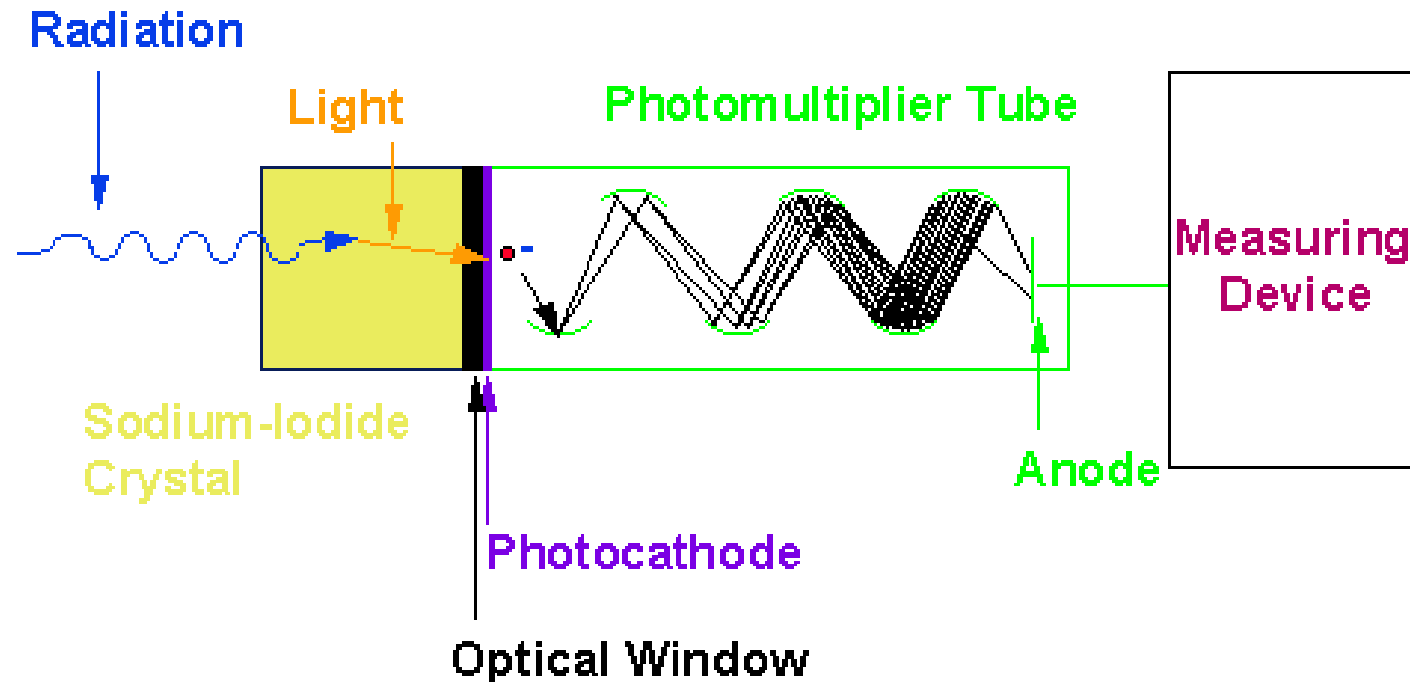 Radiation
Light
Photomultiplier Tube
Measuring
Device
Sodium-Iodide
Crystal
Anode
Photocathode
Optical Window